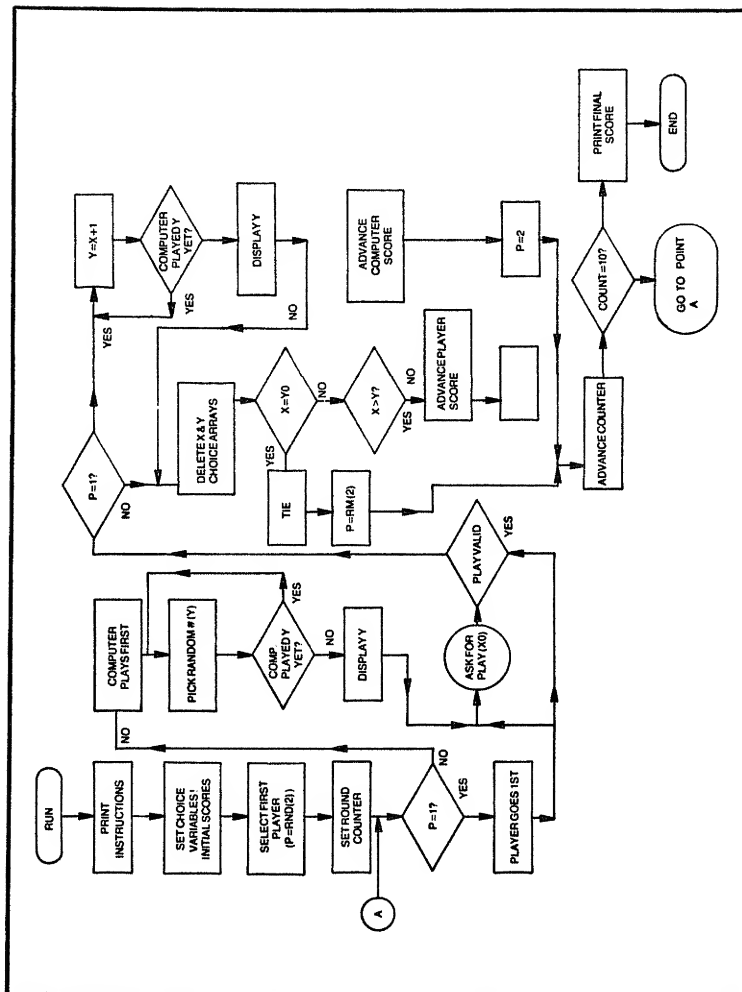 RUN
PRINT
INSTRUCTIONS
SET CHOICE
VARIABLES!
INITIAL SCORES
SELECT FIRST
PLAYER
(P=RND(2)
SET ROUND
COUNTER
A
P=1?
NO
YES
PLAYER GOES 1ST
COMPUTER
PLAYS FIRST
PICK RANDOM # (Y)
COMP.
PLAYED Y
YET?
YES
NO
DISPLAY Y
ASK FOR
PLAY (X0)
PLAY VALID
YES
P=1?
YES
NO
Y=X+1
COMPUTER
PLAYED Y
YET?
YES
NO
DISPLAY Y
DELETE X & Y
CHOICE ARRAYS
X=Y0
YES
NO
TIE
P=RM(2)
X>Y?
YES
NO
ADVANCE PLAYER
SCORE
ADVANCE
COMPUTER
SCORE
P=2
ADVANCE COUNTER
COUNT=10?
GO TO POINT
A
PRINT FINAL
SCORE
END